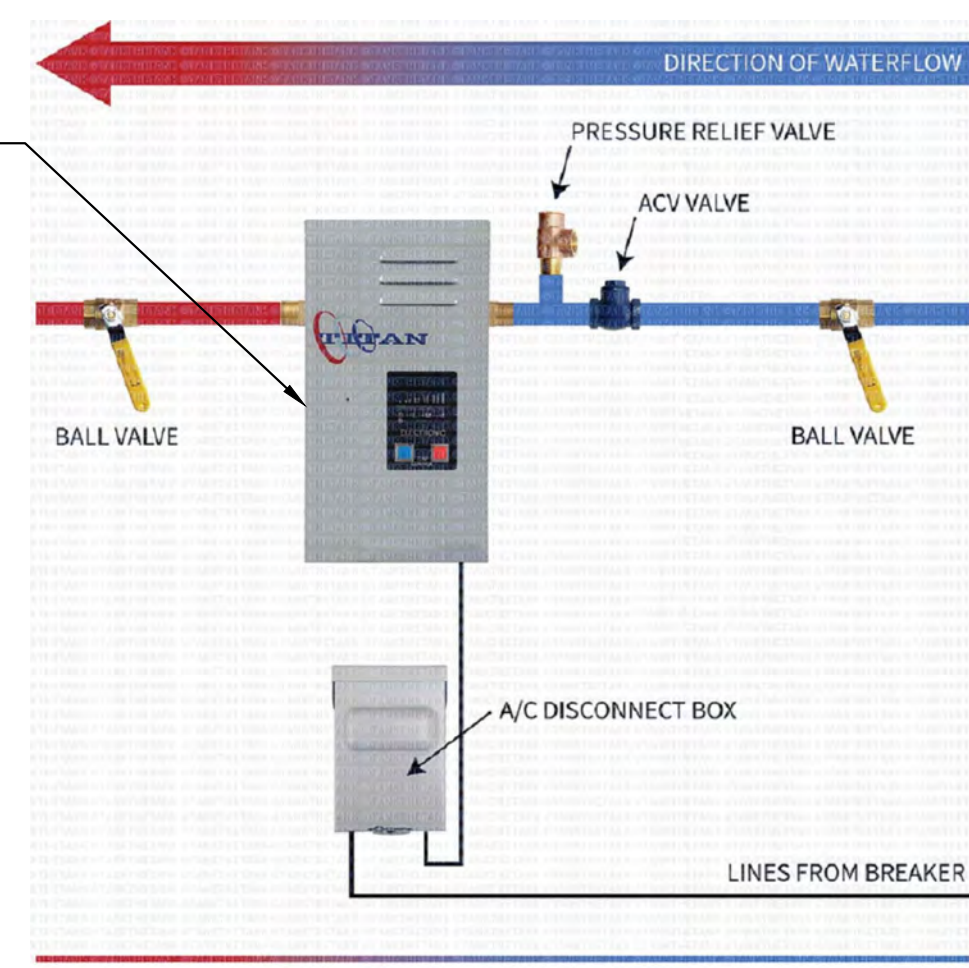 DIRECTION OF WATERFLOW
PRESSURE RELIEF VALVE
ACV VALVE
TITAN
BALL VALVE
BALL VALVE
A/C DISCONNECT BOX
LINES FROM BREAKER